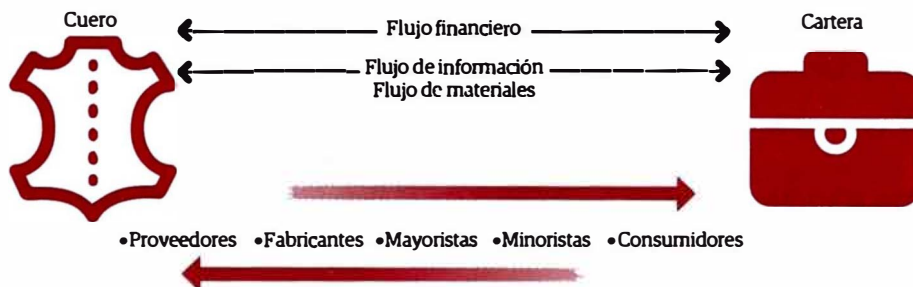 Cuero
Flujo financiero
Cartera
Flujo de información
Flujo de materiales
•Proveedores •Fabricantes •Mayoristas •Minoristas •Consumidores